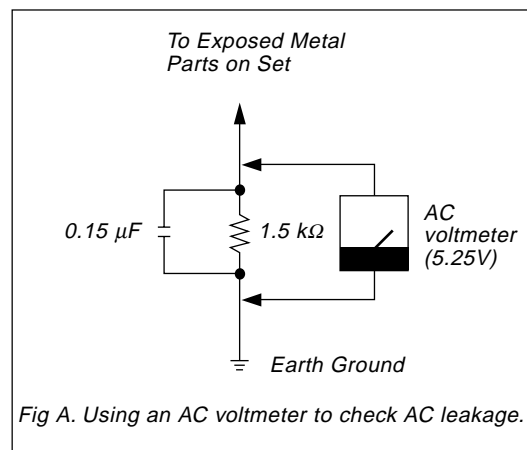 To Exposed Metal
Parts on Set
0.15 μF
1.5 kΩ
AC
voltmeter
(5.25V)
Earth Ground
Fig A. Using an AC voltmeter to check AC leakage.